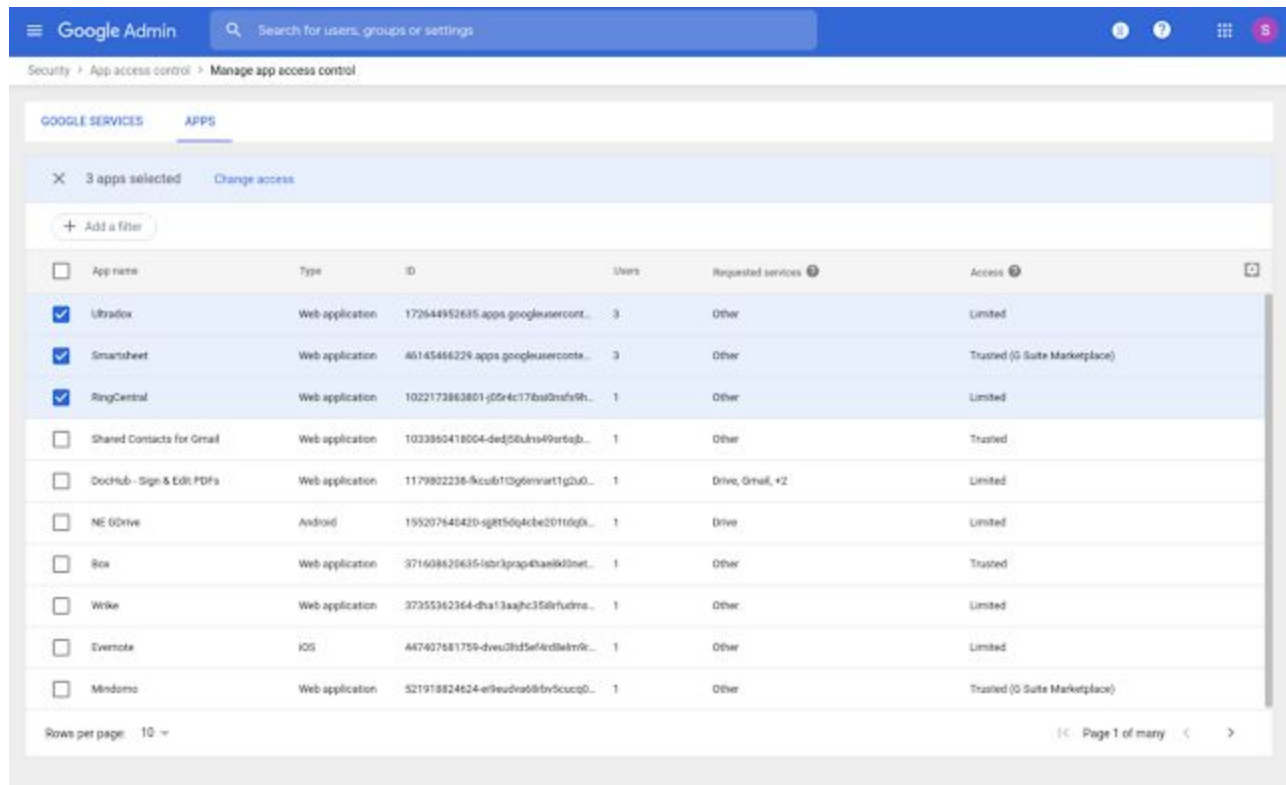 Google Admin Search for users, groups or settings S
Security > App access control > Manage app access control
GOOGLE SERVICES APPS
3 apps selected Change access
+ Add a filter
App name Type ID Users Requested services Access
Ultradox Web application 172644952635.apps.googleusercont... 3 Other Limited
Smartsheet Web application 46145466229.apps.googleuserconte... 3 Other Trusted (G Suite Marketplace)
RingCentral Web application 1 Other Limited
Shared Contacts for Gmail Web application 1 Other Trusted
DocHub - Sign & Edit PDFs Web application 1 Drive, Gmail, +2 Limited
NE GDrive Android 1 Drive Limited
Box Web application 1 Other Trusted
Wrike Web application 1 Other Limited
Evernote iOS 1 Other Limited
Mindomo Web application 1 Other Trusted (G Suite Marketplace)
Rows per page: 10 Page 1 of many